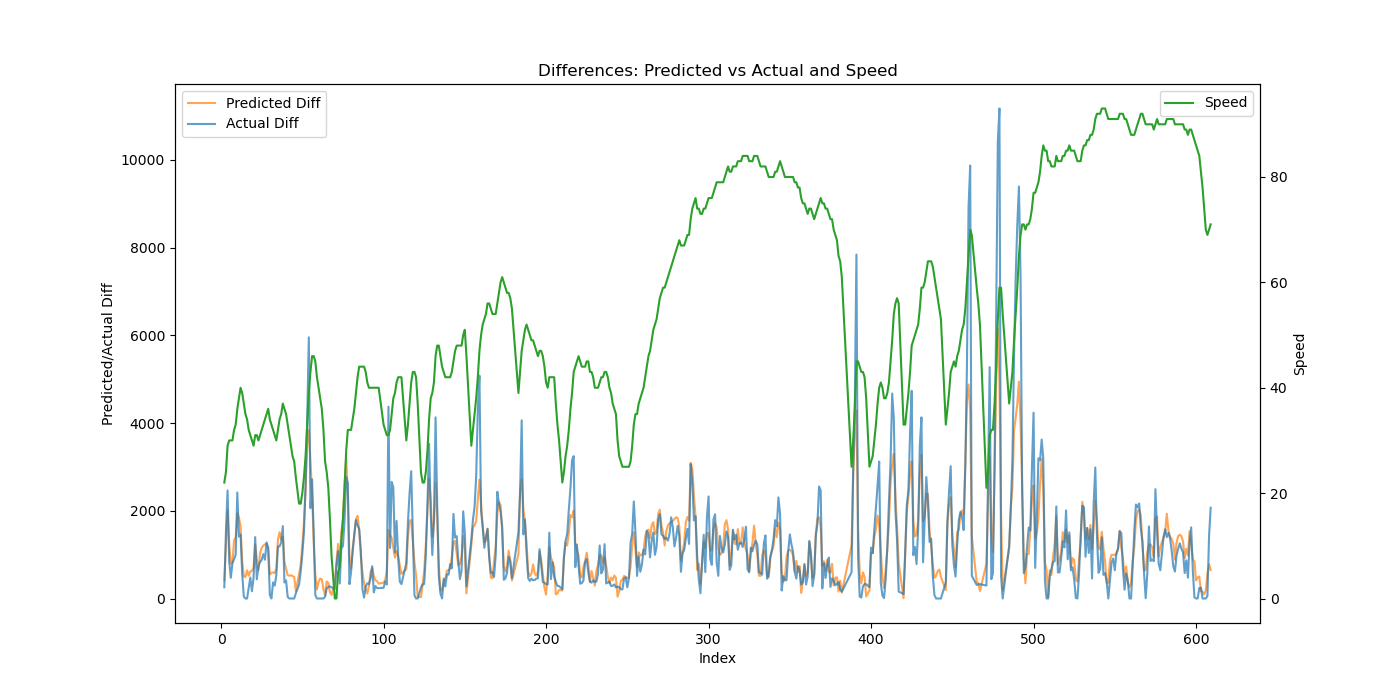 Differences: Predicted vs Actual and Speed
Predicted Diff
Actual Diff
Speed
10000
8000
6000
4000
2000
0
Predicted/Actual Diff
80
60
40
20
0
Speed
0 100 200 300 400 500 600
Index